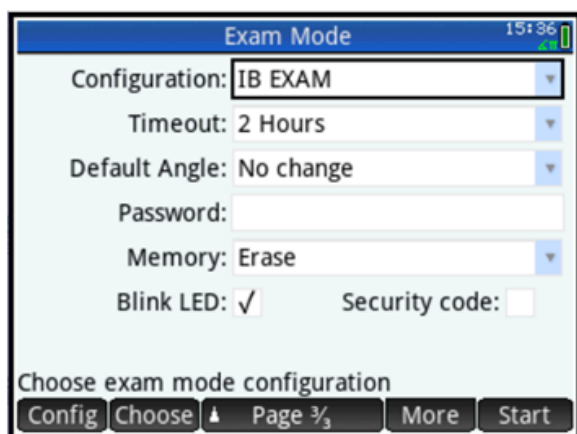 Exam Mode 15:36
∡π
Configuration: IB EXAM
Timeout: 2 Hours
Default Angle: No change
Password:
Memory: Erase
Blink LED: √ Security code:
Choose exam mode configuration
Config Choose Page 3/3 More Start